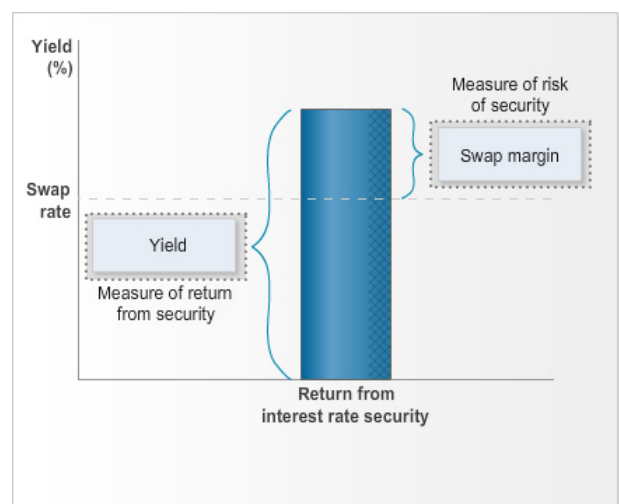 Yield
(%)
Measure of risk
of security
Swap margin
Swap
rate
Yield
Measure of return
from security
Return from
interest rate security